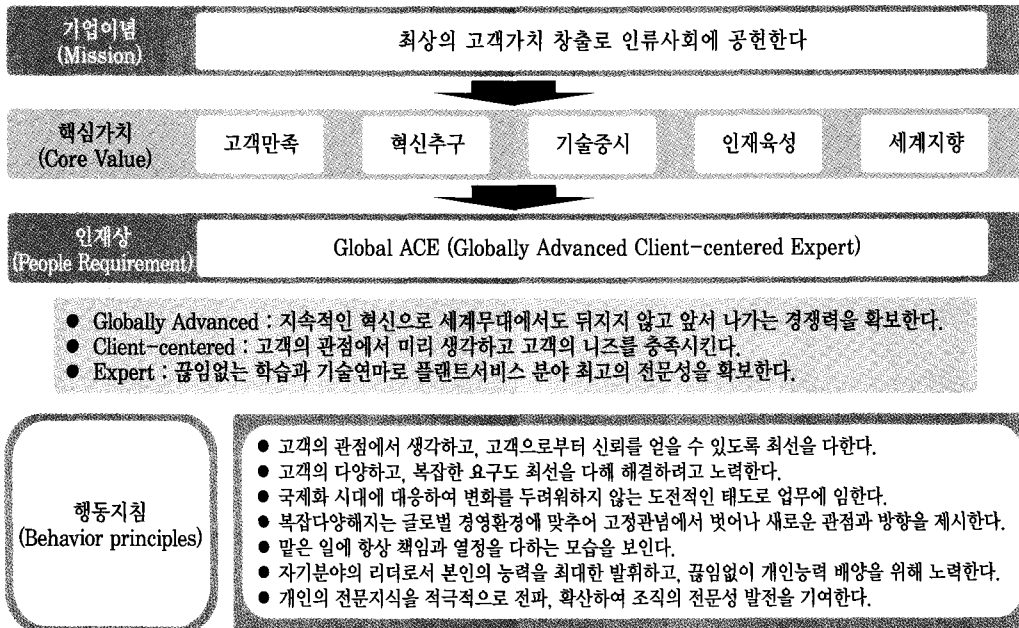 기업이념
(Mission)
최상의 고객가치 창출로 인류사회에 공헌한다
핵심가치
(Core Value)
고객만족
혁신추구
기술중시
인재육성
세계지향
인재상
(People Requirement)
Global ACE (Globally Advanced Client-centered Expert)
● Globally Advanced : 지속적인 혁신으로 세계무대에서도 뒤지지 않고 앞서 나가는 경쟁력을 확보한다.
● Client-centered : 고객의 관점에서 미리 생각하고 고객의 니즈를 충족시킨다.
● Expert : 끊임없는 학습과 기술연마로 플랜트서비스 분야 최고의 전문성을 확보한다.
행동지침
(Behavior principles)
● 고객의 관점에서 생각하고, 고객으로부터 신뢰를 얻을 수 있도록 최선을 다한다.
● 고객의 다양하고, 복잡한 요구도 최선을 다해 해결하려고 노력한다.
● 국제화 시대에 대응하여 변화를 두려워하지 않는 도전적인 태도로 업무에 임한다.
● 복잡다양해지는 글로벌 경영환경에 맞추어 고정관념에서 벗어나 새로운 관점과 방향을 제시한다.
● 맡은 일에 항상 책임과 열정을 다하는 모습을 보인다.
● 자기분야의 리더로서 본인의 능력을 최대한 발휘하고, 끊임없이 개인능력 배양을 위해 노력한다.
● 개인의 전문지식을 적극적으로 전파, 확산하여 조직의 전문성 발전을 기여한다.